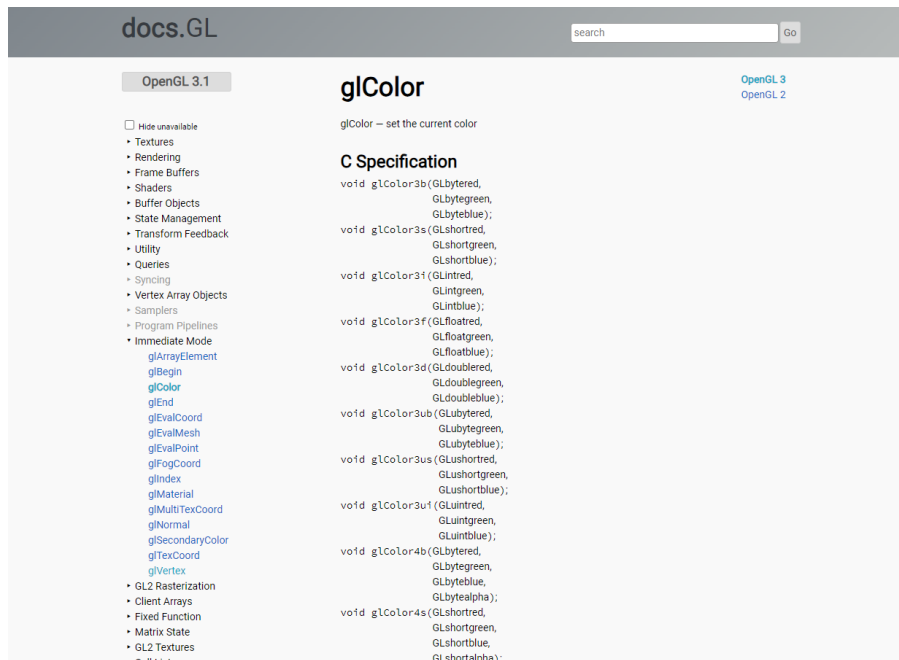 docs.GL
search
Go
OpenGL 3.1
Hide unavailable
Textures
Rendering
Frame Buffers
Shaders
Buffer Objects
State Management
Transform Feedback
Utility
Queries
Syncing
Vertex Array Objects
Samplers
Program Pipelines
Immediate Mode
glArrayElement
glBegin
glColor
glEnd
glEvalCoord
glEvalMesh
glEvalPoint
glFogCoord
glIndex
glMaterial
glMultiTexCoord
glNormal
glSecondaryColor
glTexCoord
glVertex
GL2 Rasterization
Client Arrays
Fixed Function
Matrix State
GL2 Textures
glColor
glColor — set the current color
C Specification
void glColor3b(GLbytered,
GLbytegreen,
GLbyteblue);
void glColor3s(GLshortred,
GLshortgreen,
GLshortblue);
void glColor3i(GLintred,
GLintgreen,
GLintblue);
void glColor3f(GLfloatred,
GLfloatgreen,
GLfloatblue);
void glColor3d(GLdoublered,
GLdoublegreen,
GLdoubleblue);
void glColor3ub(GLubytered,
GLubytegreen,
GLubyteblue);
void glColor3us(GLushortred,
GLushortgreen,
GLushortblue);
void glColor3ui(GLuintred,
GLuintgreen,
GLuintblue);
void glColor4b(GLbytered,
GLbytegreen,
GLbyteblue,
GLbytealpha);
void glColor4s(GLshortred,
GLshortgreen,
GLshortblue,
GLshortalpha);
OpenGL 3
OpenGL 2